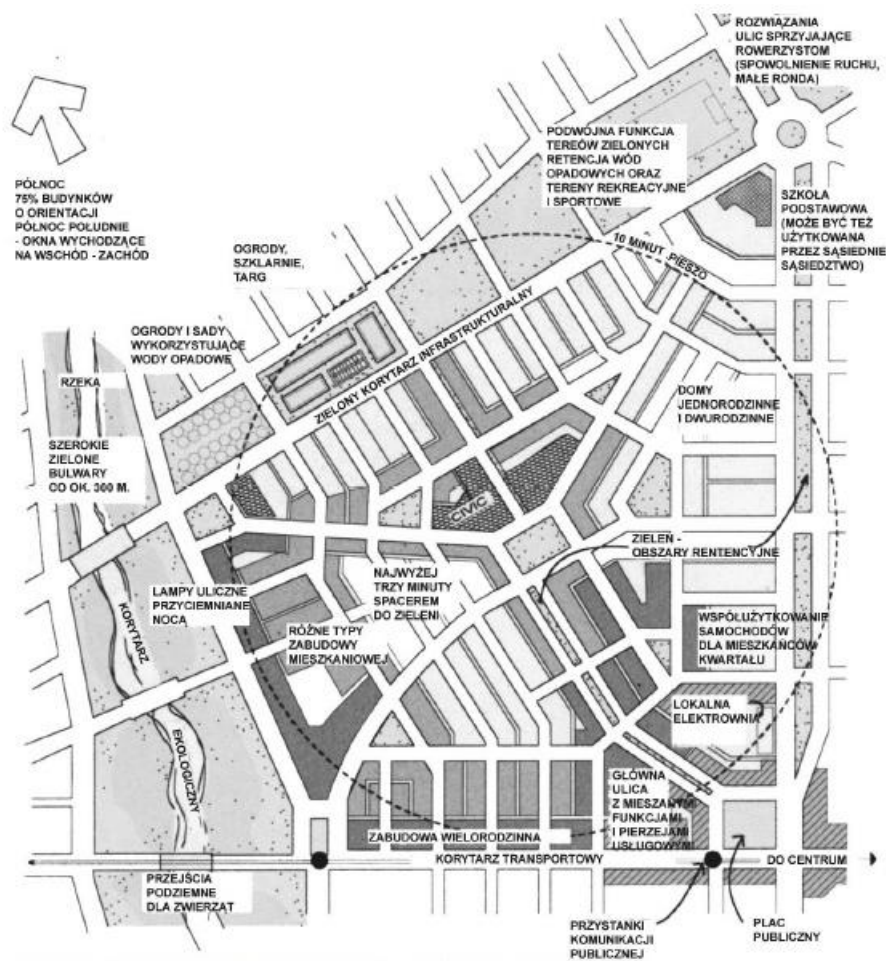 ROZWIĄZANIA
ULIC SPRZYJAJĄCE
ROWERZYSTOM
(SPOWOLNIENIE RUCHU,
MAŁE RONDA)
PODWÓJNA FUNKCJA
TEREÓW ZIELONYCH
RETENCJA WÓD
OPADOWYCH ORAZ
TERENY REKREACYJNE
I SPORTOWE
PÓŁNOC
75% BUDYNKÓW
O ORIENTACJI
PÓŁNOC POŁUDNIE
- OKNA WYCHODZĄCE
NA WSCHÓD - ZACHÓD
SZKOŁA
PODSTAWOWA
(MOŻE BYĆ TEŻ
UŻYTKOWANA
PRZEZ SĄSIEDNIE
SĄSIEDZTWO)
OGRODY,
SZKLARNIE,
TARG
10 MINUT PIESZO
OGRODY I SADY
WYKORZYSTUJĄCE
WODY OPADOWE
ZIELONY KORYTARZ INFRASTRUKTURALNY
RZEKA
DOMY
JEDNORODZINNE
I DWURODZINNE
SZEROKIE
ZIELONE
BULWARY
CO OK. 300 M.
CIVIC
ZIELEŃ -
OBSZARY RENTENCYJNE
LAMPY ULICZNE
PRZYCIEMNIANE
NOCĄ
NAJWYŻEJ
TRZY MINUTY
SPACEREM
DO ZIELENI
KORYTARZ
EKOLOGICZNY
RÓŻNE TYPY
ZABUDOWY
MIESZKANIOWEJ
WSPÓŁUŻYTKOWANIE
SAMOCHODÓW
DLA MIESZKAŃCÓW
KWARTAŁU
LOKALNA
ELEKTROWNIA
GŁÓWNA
ULICA
Z MIESZANYMI
FUNKCJAMI
I PIERZEJAMI
USŁUGOWYMI
ZABUDOWA WIELORODZINNA
KORYTARZ TRANSPORTOWY
DO CENTRUM
PRZEJŚCIA
PODZIEMNE
DLA ZWIERZĄT
PRZYSTANKI
KOMUNIKACJI
PUBLICZNEJ
PLAC
PUBLICZNY